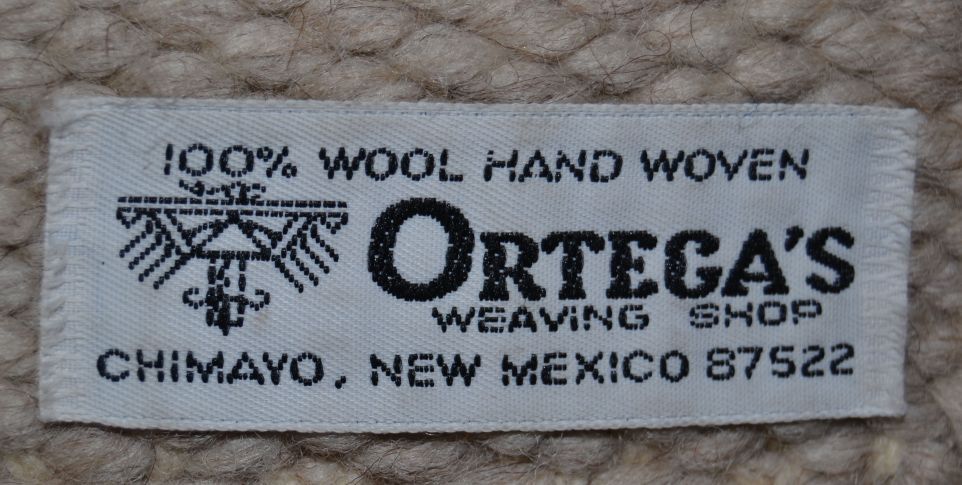 100% WOOL HAND WOVEN
ORTEGA'S
WEAVING SHOP
CHIMAYO, NEW MEXICO 87522